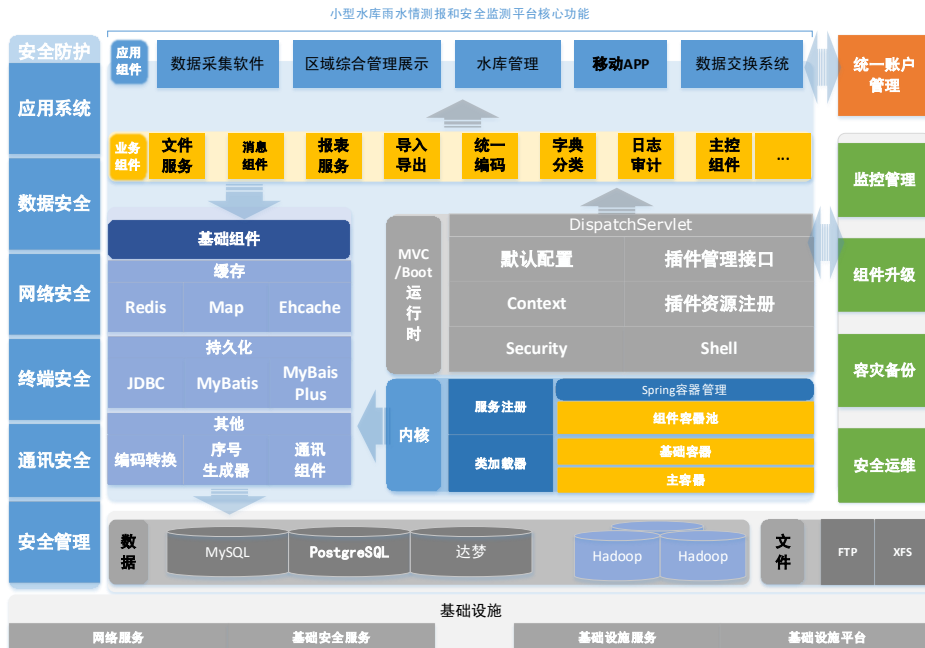 小型水库雨水情测报和安全监测平台核心功能
安全防护
应用系统
数据安全
网络安全
终端安全
通讯安全
安全管理
应用
组件
数据采集软件
区域综合管理展示
水库管理
移动APP
数据交换系统
业务
组件
文件
服务
消息
组件
报表
服务
导入
导出
统一
编码
字典
分类
日志
审计
主控
组件
...
基础组件
缓存
Redis
Map
Ehcache
持久化
JDBC
MyBatis
MyBais
Plus
其他
编码转换
序号
生成器
通讯
组件
MVC
/Boot
运
行
时
DispatchServlet
默认配置
插件管理接口
Context
插件资源注册
Security
Shell
内核
服务注册
类加载器
Spring容器管理
组件容器池
基础容器
主容器
统一账户
管理
监控管理
组件升级
容灾备份
安全运维
数
据
MySQL
PostgreSQL
达梦
Hadoop
Hadoop
文
件
FTP
XFS
基础设施
网络服务
基础安全服务
基础设施服务
基础设施平台